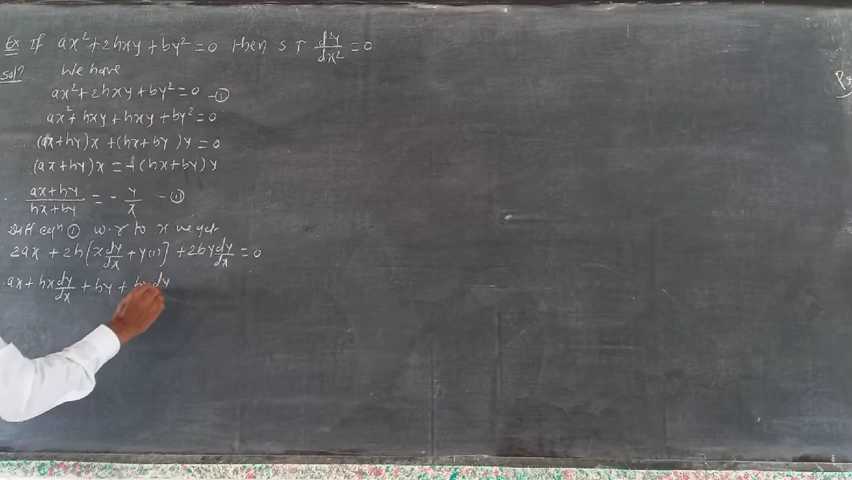 Ex If ax²+2hxy+by²=0 then S T d²y/dx²=0
Solⁿ We have
ax²+2hxy+by²=0 -①
ax²+hxy+hxy+by²=0
(ax+hy)x+(hx+by)y=0
(ax+hy)x=-(hx+by)y
(ax+hy)/(hx+by)=-y/x -②
Diff eqn ① w.r to x we get
2ax+2h[x dy/dx+y(1)]+2by dy/dx=0
ax+hx dy/dx+hy+by dy